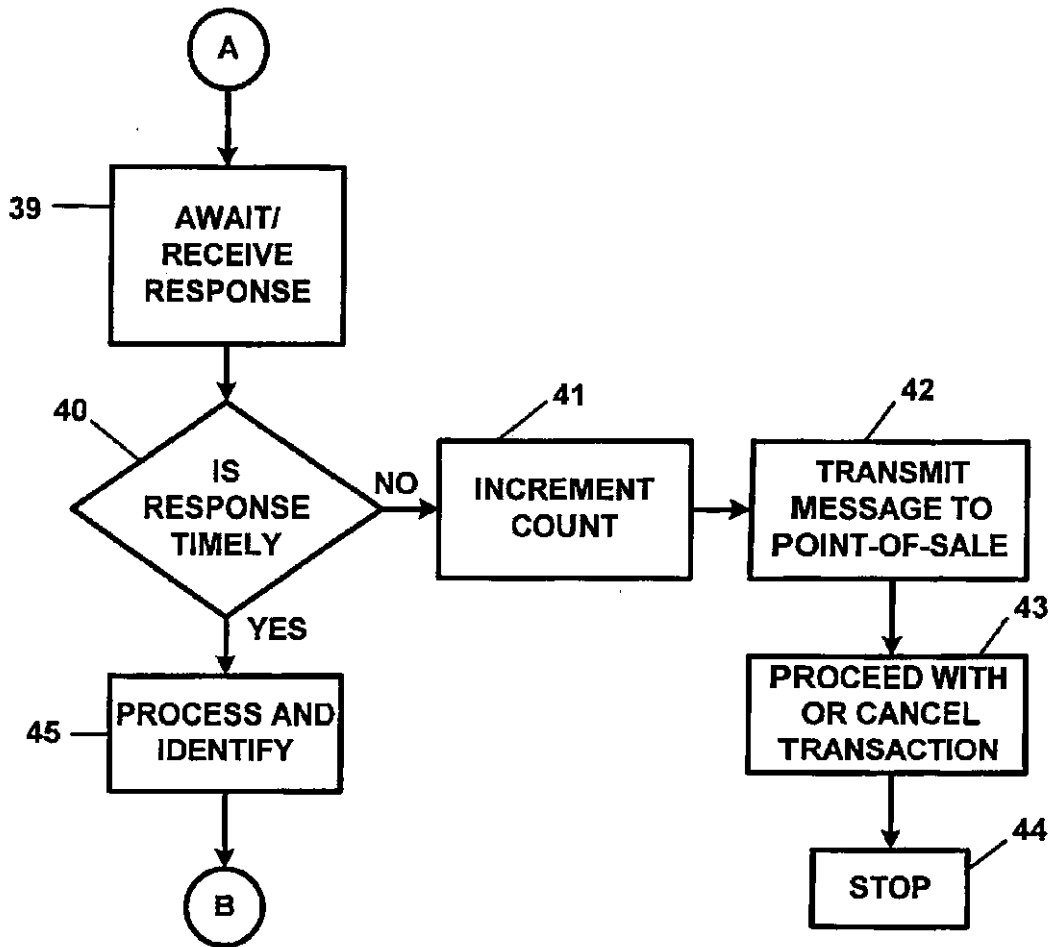 A
39
AWAIT/
RECEIVE
RESPONSE
40
IS
RESPONSE
TIMELY
NO
YES
41
INCREMENT
COUNT
42
TRANSMIT
MESSAGE TO
POINT-OF-SALE
43
PROCEED WITH
OR CANCEL
TRANSACTION
44
STOP
45
PROCESS AND
IDENTIFY
B